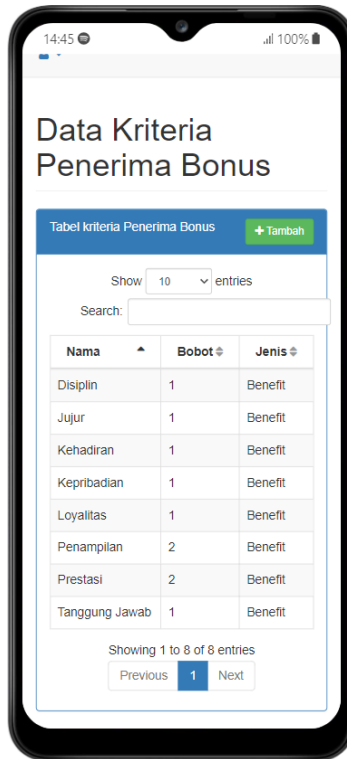 14:45 100%
Data Kriteria
Penerima Bonus
Tabel kriteria Penerima Bonus + Tambah
Show 10 entries
Search:
Nama Bobot Jenis
Disiplin 1 Benefit
Jujur 1 Benefit
Kehadiran 1 Benefit
Kepribadian 1 Benefit
Loyalitas 1 Benefit
Penampilan 2 Benefit
Prestasi 2 Benefit
Tanggung Jawab 1 Benefit
Showing 1 to 8 of 8 entries
Previous 1 Next